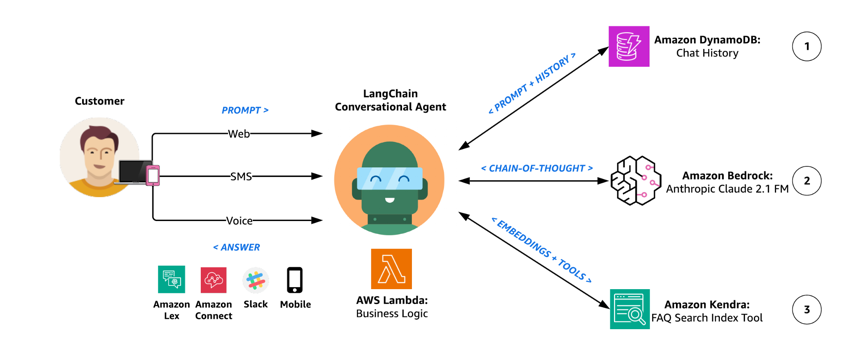 Customer
PROMPT >
Web
SMS
Voice
< ANSWER
Amazon
Lex
Amazon
Connect
Slack
Mobile
LangChain
Conversational Agent
AWS Lambda:
Business Logic
< PROMPT + HISTORY >
< CHAIN-OF-THOUGHT >
< EMBEDDINGS + TOOLS >
Amazon DynamoDB:
Chat History
1
Amazon Bedrock:
Anthropic Claude 2.1 FM
2
Amazon Kendra:
FAQ Search Index Tool
3